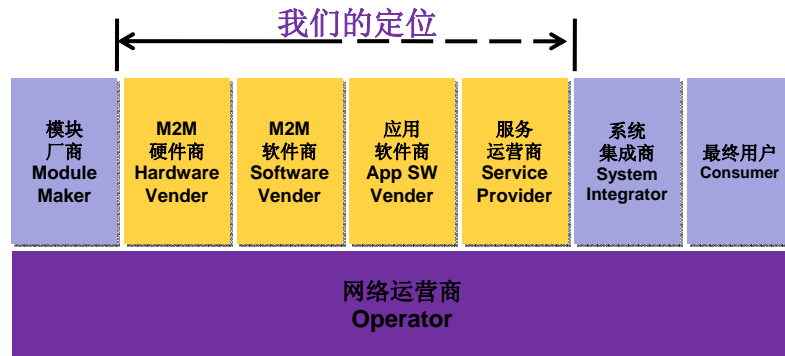 我们的定位
模块
厂商
Module
Maker
M2M
硬件商
Hardware
Vender
M2M
软件商
Software
Vender
应用
软件商
App SW
Vender
服务
运营商
Service
Provider
系统
集成商
System
Integrator
最终用户
Consumer
网络运营商
Operator